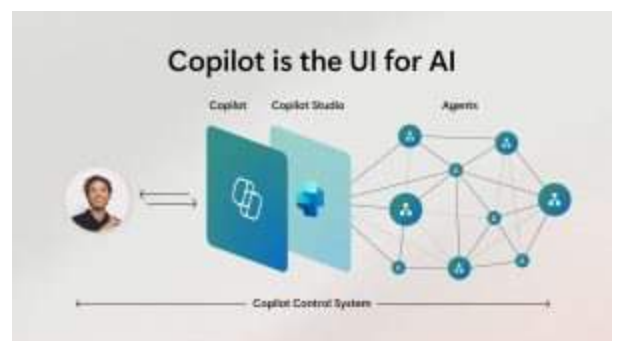 Copilot is the UI for AI
Copilot
Copilot Studio
Agents
Copilot Control System